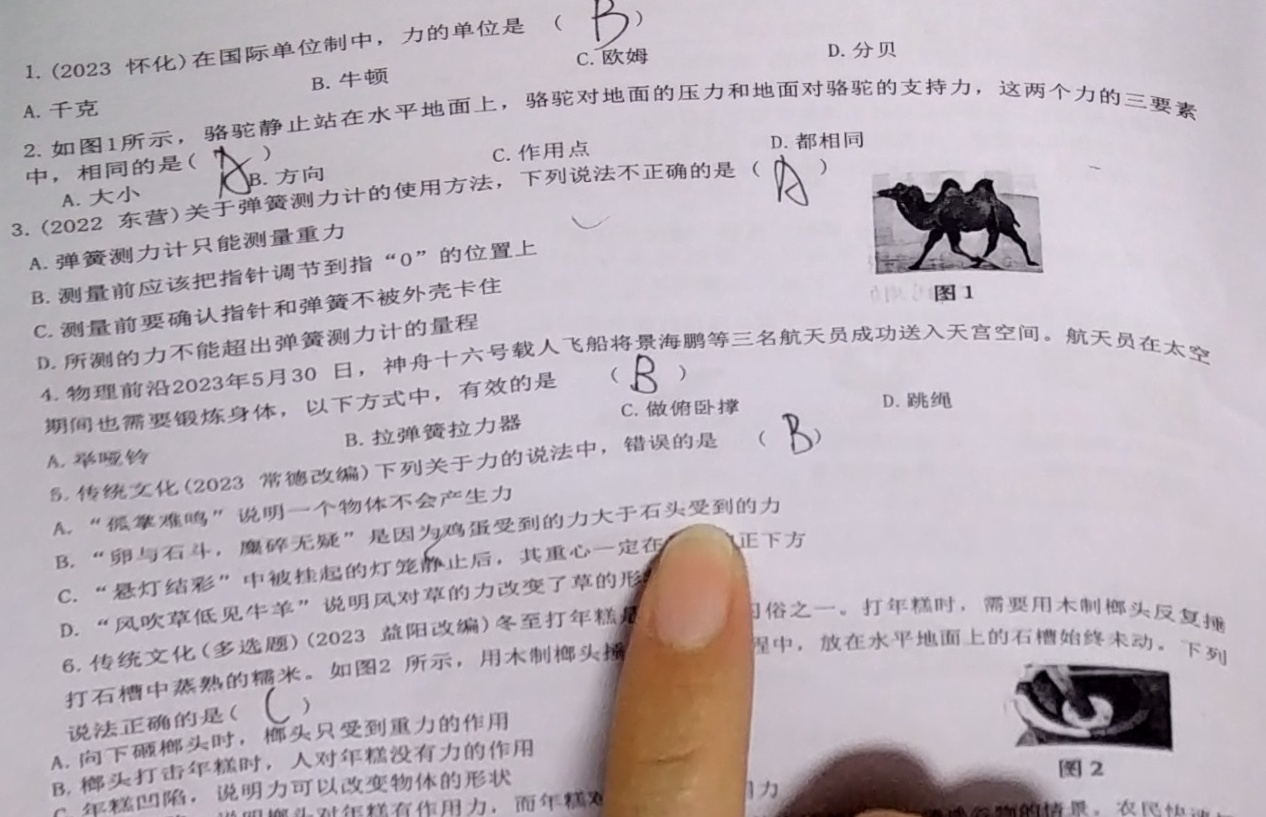 1. (2023 怀化)在国际单位制中，力的单位是 （ B ）
A. 千克 B. 牛顿 C. 欧姆 D. 分贝
2. 如图1所示，骆驼静止站在水平地面上，骆驼对地面的压力和地面对骆驼的支持力，这两个力的三要素
中，相同的是( A )
A. 大小 B. 方向 C. 作用点 D. 都相同
3. (2022 东营)关于弹簧测力计的使用方法，下列说法不正确的是（ A ）
A. 弹簧测力计只能测量重力
B. 测量前应该把指针调节到指“0”的位置上
C. 测量前要确认指针和弹簧不被外壳卡住
D. 所测的力不能超出弹簧测力计的量程
图1
4. 物理前沿2023年5月30 日，神舟十六号载人飞船将景海鹏等三名航天员成功送入天宫空间。航天员在太空
期间也需要锻炼身体，以下方式中，有效的是 （ B ）
A. 举哑铃 B. 拉弹簧拉力器 C. 做俯卧撑 D. 跳绳
5. 传统文化(2023 常德改编)下列关于力的说法中，错误的是 （ B ）
A. “孤掌难鸣”说明一个物体不会产生力
B. “卵与石斗，麋碎无疑”是因为鸡蛋受到的力大于石头受到的力
C. “悬灯结彩”中被挂起的灯笼静止后，其重心一定在 正下方
D. “风吹草低见牛羊”说明风对草的力改变了草的形
6. 传统文化(多选题)(2023 益阳改编)冬至打年糕是 习俗之一。打年糕时，需要用木制榔头反复捶
打石槽中蒸熟的糯米。如图2 所示，用木制榔头捶 程中，放在水平地面上的石槽始终未动。下列
说法正确的是( C )
A. 向下砸榔头时，榔头只受到重力的作用
B. 榔头打击年糕时，人对年糕没有力的作用
C. 年糕凹陷，说明力可以改变物体的形状
说明榔头对年糕有作用力，而年糕对 力
图2
的情景。农民快速